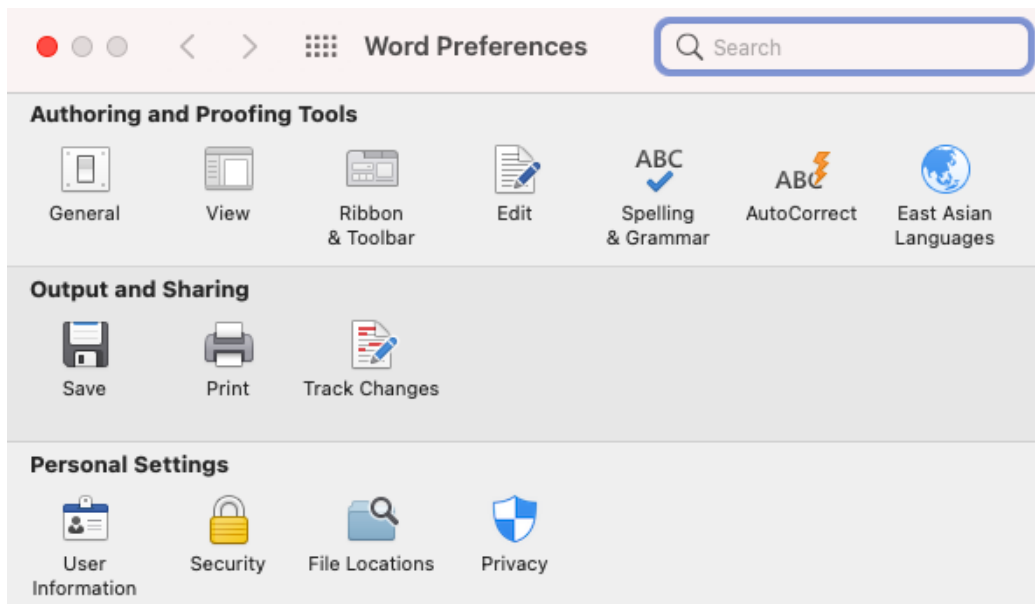 Word Preferences
Search
Authoring and Proofing Tools
ABC
ABC
General
View
Ribbon
& Toolbar
Edit
Spelling
& Grammar
AutoCorrect
East Asian
Languages
Output and Sharing
Save
Print
Track Changes
Personal Settings
User
Information
Security
File Locations
Privacy